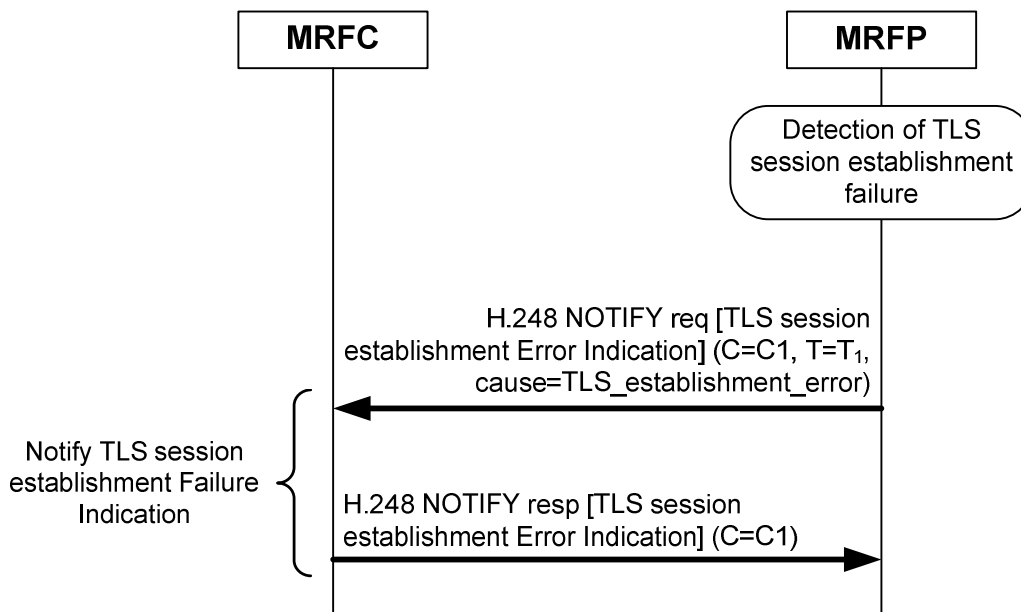 MRFC
MRFP
Detection of TLS
session establishment
failure
H.248 NOTIFY req [TLS session
establishment Error Indication] (C=C1, T=T₁,
cause=TLS_establishment_error)
Notify TLS session
establishment Failure
Indication
H.248 NOTIFY resp [TLS session
establishment Error Indication] (C=C1)